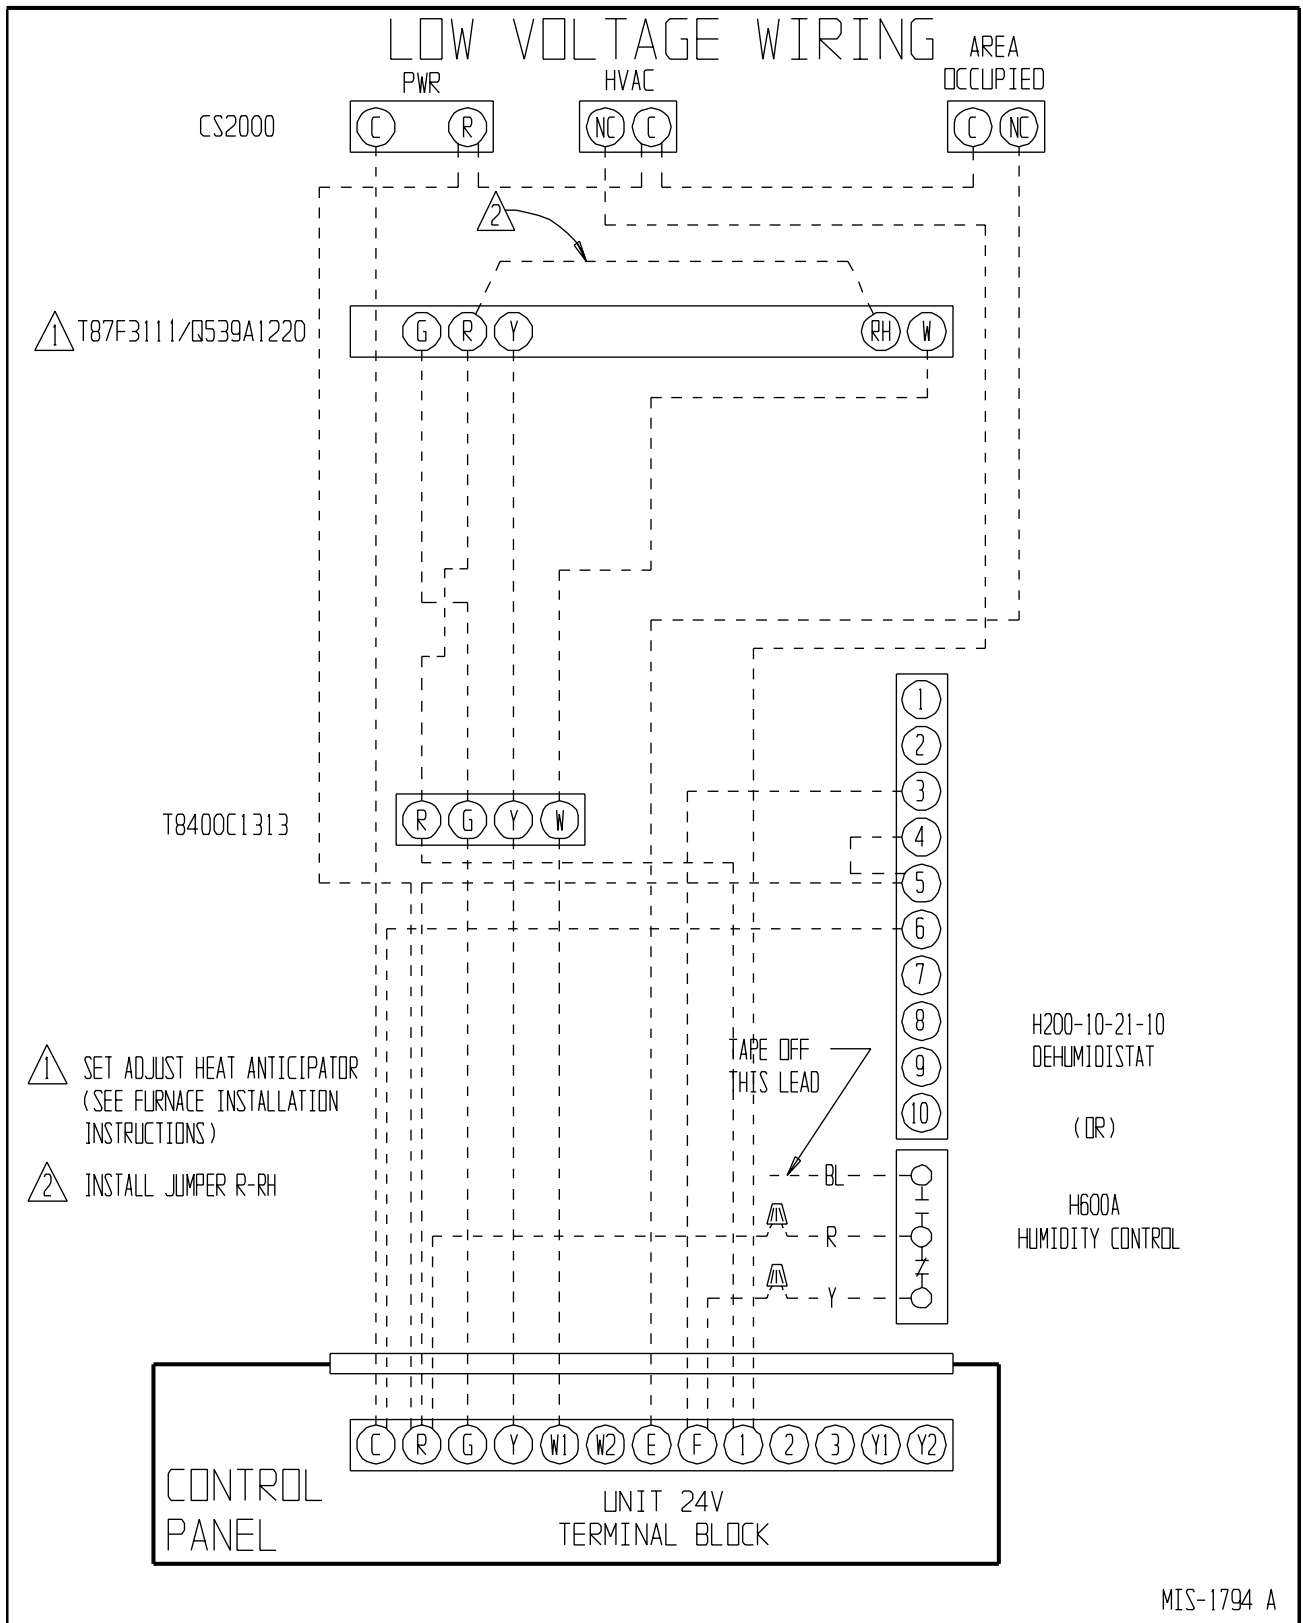 LOW VOLTAGE WIRING
PWR
HVAC
AREA
OCCUPIED
CS2000
C R
NC C
C NC
2
1 T87F3111/Q539A1220
G R Y RH W
T8400C1313
R G Y W
1
2
3
4
5
6
7
8
9
10
H200-10-21-10
DEHUMIDISTAT
(OR)
H600A
HUMIDITY CONTROL
TAPE OFF
THIS LEAD
BL
R
Y
1 SET ADJUST HEAT ANTICIPATOR
(SEE FURNACE INSTALLATION
INSTRUCTIONS)
2 INSTALL JUMPER R-RH
C R G Y W1 W2 E F 1 2 3 Y1 Y2
CONTROL
PANEL
UNIT 24V
TERMINAL BLOCK
MIS-1794 A